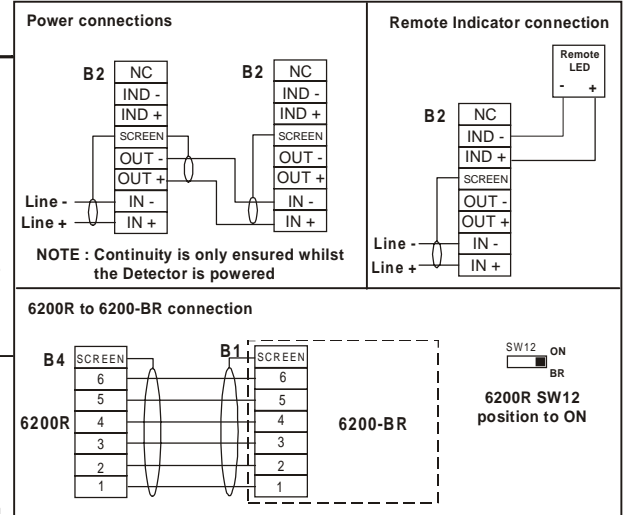 Power connections
B2
NC
IND -
IND +
SCREEN
OUT -
OUT +
IN -
IN +
Line -
Line +
B2
NC
IND -
IND +
SCREEN
OUT -
OUT +
IN -
IN +
NOTE : Continuity is only ensured whilst
the Detector is powered
Remote Indicator connection
Remote
LED
- +
B2
NC
IND -
IND +
SCREEN
OUT -
OUT +
IN -
IN +
Line -
Line +
6200R to 6200-BR connection
B4
SCREEN
6
5
4
3
2
1
6200R
B1
SCREEN
6
5
4
3
2
1
6200-BR
SW12
ON
BR
6200R SW12
position to ON